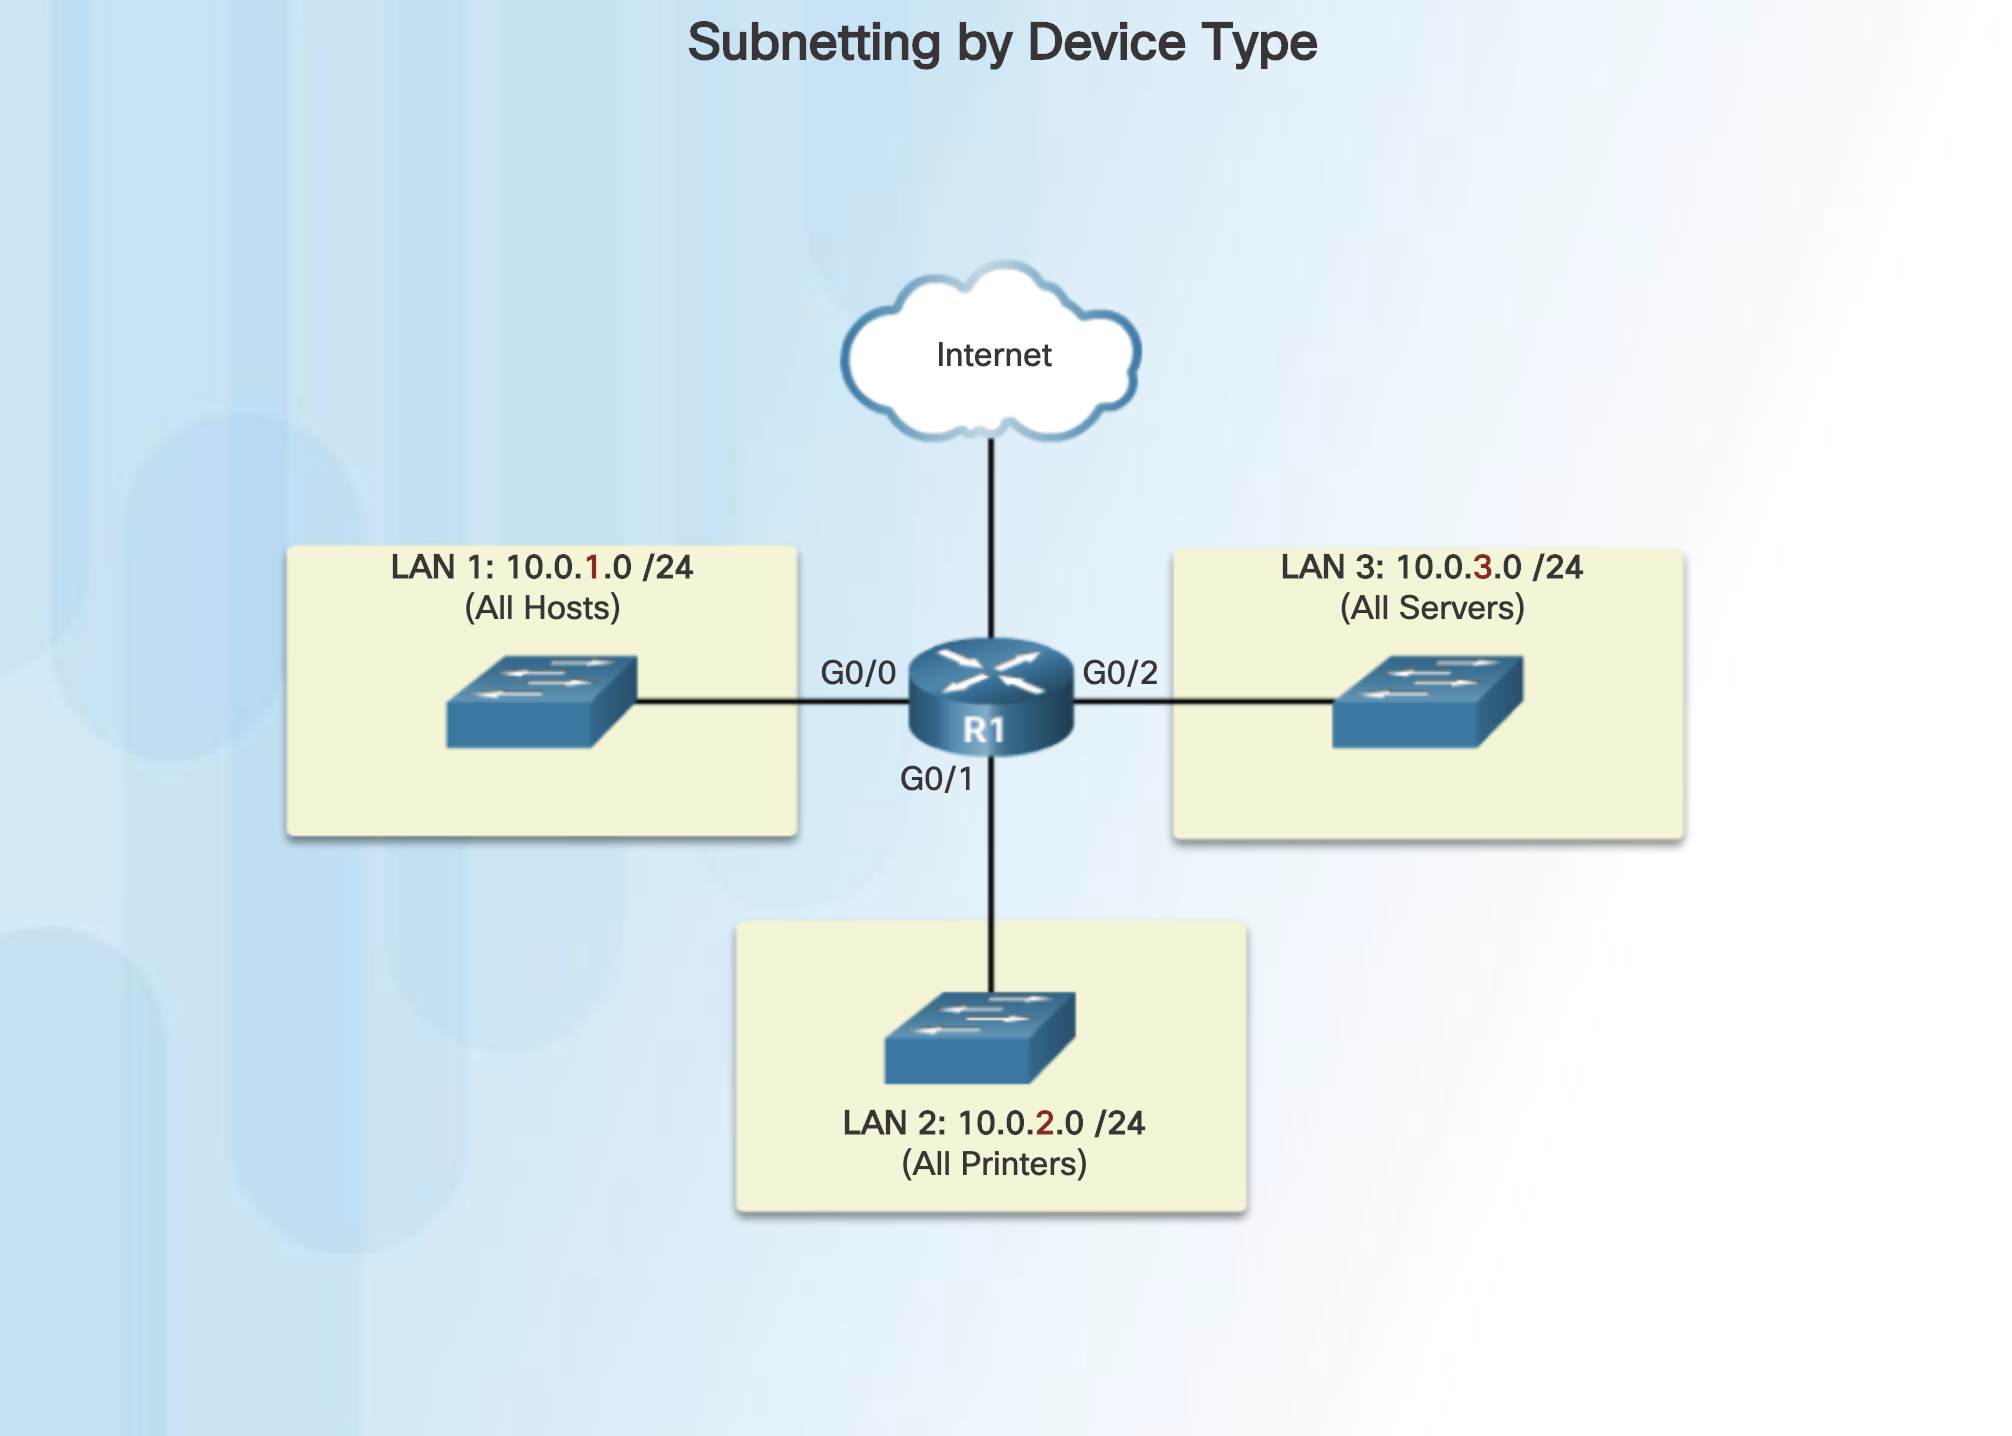 Subnetting by Device Type
Internet
LAN 1: 10.0.1.0 /24
(All Hosts)
LAN 3: 10.0.3.0 /24
(All Servers)
G0/0
G0/2
R1
G0/1
LAN 2: 10.0.2.0 /24
(All Printers)